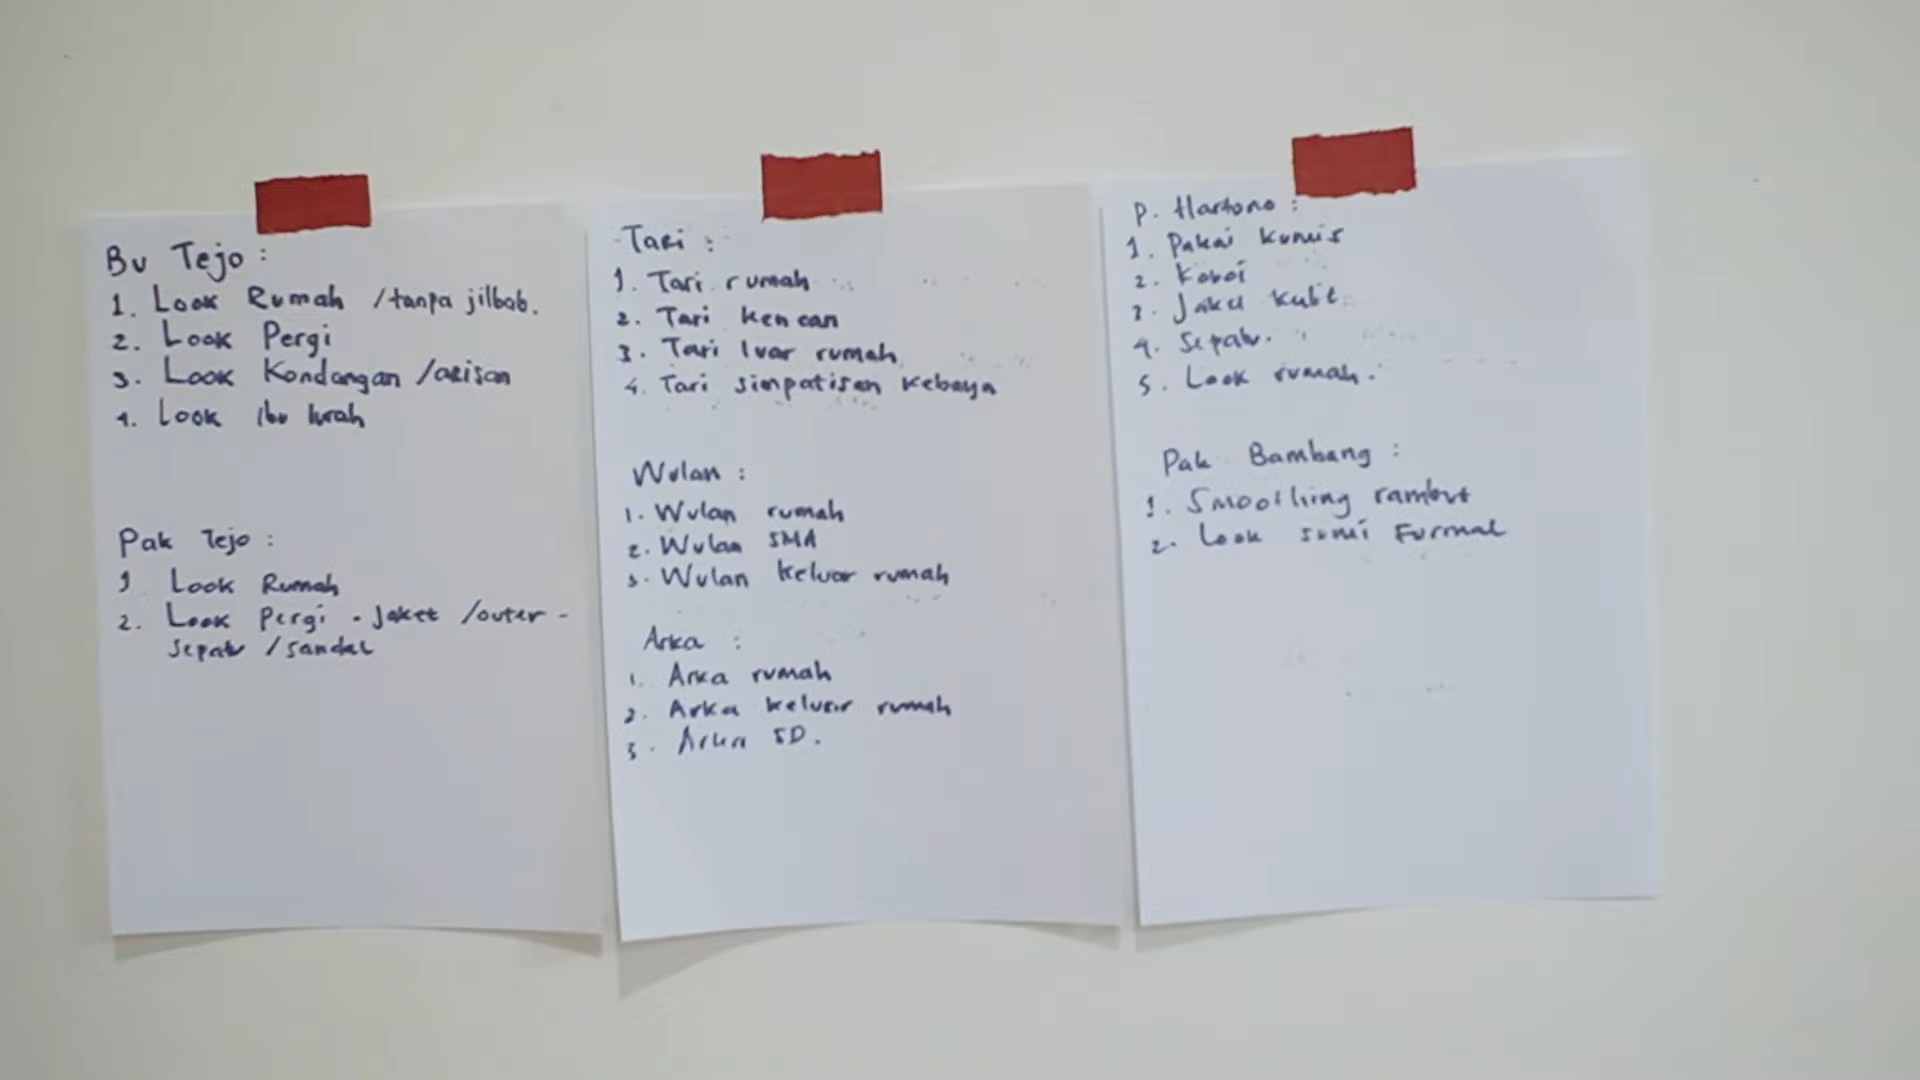 Bu Tejo :
1. Look Rumah /tanpa jilbab.
2. Look Pergi
3. Look Kondangan /arisan
4. Look Ibu lurah
Pak Tejo :
1 Look Rumah
2. Look Pergi - Jaket /outer -
sepatu /sandal
Tari :
1. Tari rumah
2. Tari kencan
3. Tari luar rumah
4. Tari simpatisan kebaya
Wulan :
1. Wulan rumah
2. Wulan SMA
3. Wulan keluar rumah
Arka :
1. Arka rumah
2. Arka keluar rumah
3. Arka SD.
P. Hartono :
1. Pakai kumis
2. Koboi
3. Jaket kulit
4. Sepatu.
5. Look rumah.
Pak Bambang :
1. Smoothing rambut
2. Look semi Formal